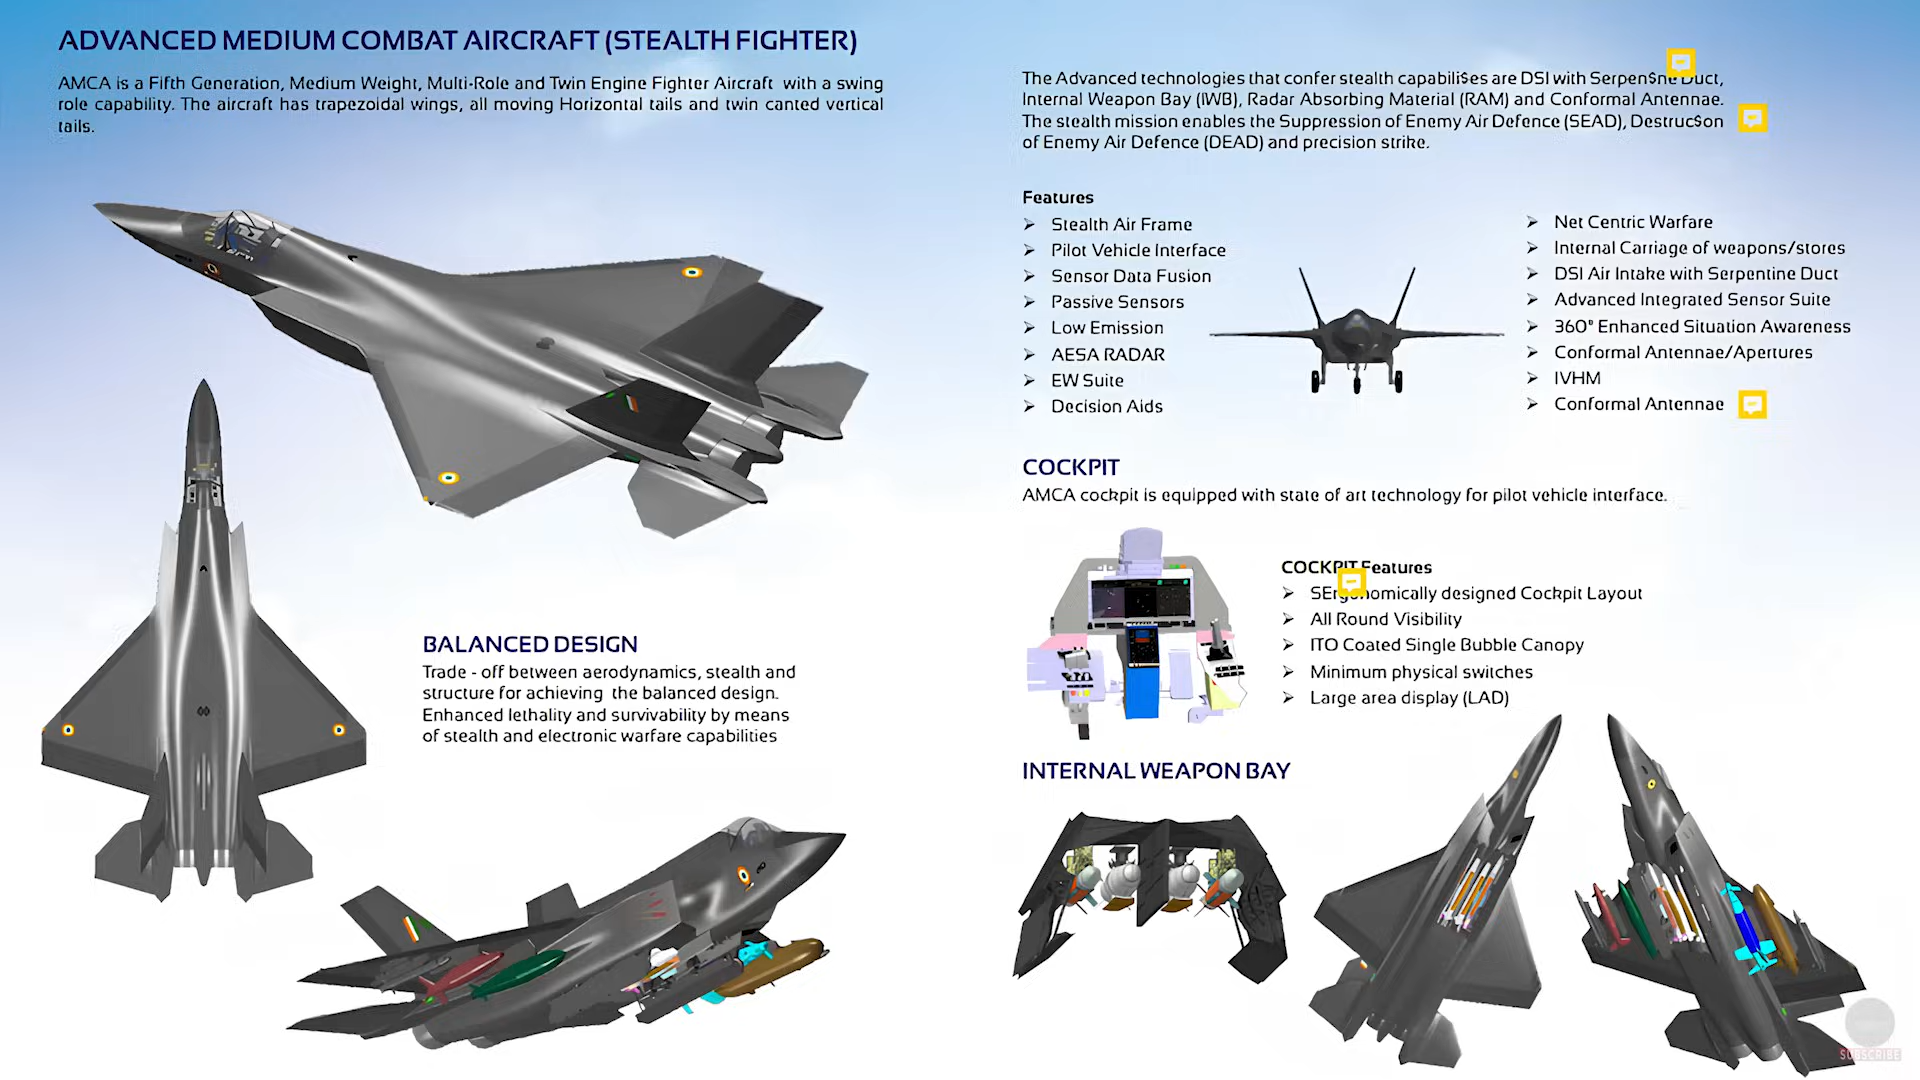 ADVANCED MEDIUM COMBAT AIRCRAFT (STEALTH FIGHTER)
AMCA is a Fifth Generation, Medium Weight, Multi-Role and Twin Engine Fighter Aircraft with a swing
role capability. The aircraft has trapezoidal wings, all moving Horizontal tails and twin canted vertical
tails.
BALANCED DESIGN
Trade - off between aerodynamics, stealth and
structure for achieving the balanced design.
Enhanced lethality and survivability by means
of stealth and electronic warfare capabilities
The Advanced technologies that confer stealth capabili$es are DSI with Serpen$ne Duct,
Internal Weapon Bay (IWB), Radar Absorbing Material (RAM) and Conformal Antennae.
The stealth mission enables the Suppression of Enemy Air Defence (SEAD), Destruc$on
of Enemy Air Defence (DEAD) and precision strike.
Features
Stealth Air Frame
Pilot Vehicle Interface
Sensor Data Fusion
Passive Sensors
Low Emission
AESA RADAR
EW Suite
Decision Aids
Net Centric Warfare
Internal Carriage of weapons/stores
DSI Air Intake with Serpentine Duct
Advanced Integrated Sensor Suite
360° Enhanced Situation Awareness
Conformal Antennae/Apertures
IVHM
Conformal Antennae
COCKPIT
AMCA cockpit is equipped with state of art technology for pilot vehicle interface.
COCKPIT Features
SErgonomically designed Cockpit Layout
All Round Visibility
ITO Coated Single Bubble Canopy
Minimum physical switches
Large area display (LAD)
INTERNAL WEAPON BAY
SUBSCRIBE